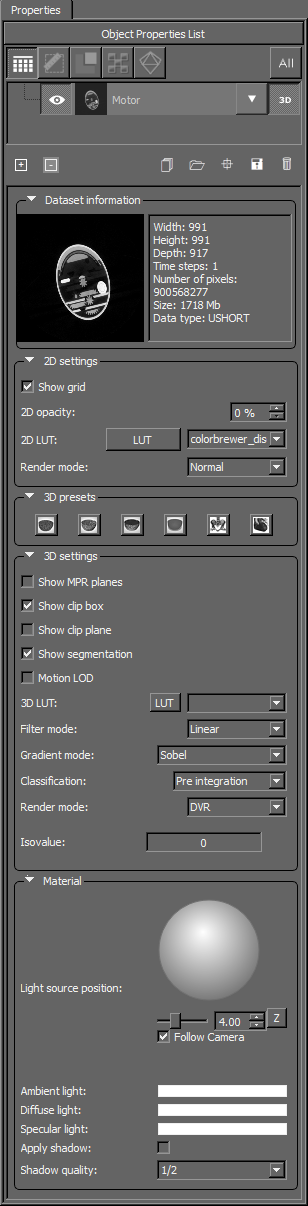 Properties
Object Properties List
All
Motor
3D
Dataset information
Width: 991
Height: 991
Depth: 917
Time steps: 1
Number of pixels:
900568277
Size: 1718 Mb
Data type: USHORT
2D settings
Show grid
2D opacity: 0 %
2D LUT: LUT colorbrewer_dis
Render mode: Normal
3D presets
3D settings
Show MPR planes
Show clip box
Show clip plane
Show segmentation
Motion LOD
3D LUT: LUT
Filter mode: Linear
Gradient mode: Sobel
Classification: Pre integration
Render mode: DVR
Isovalue: 0
Material
Light source position:
4.00 Z
Follow Camera
Ambient light:
Diffuse light:
Specular light:
Apply shadow:
Shadow quality: 1/2